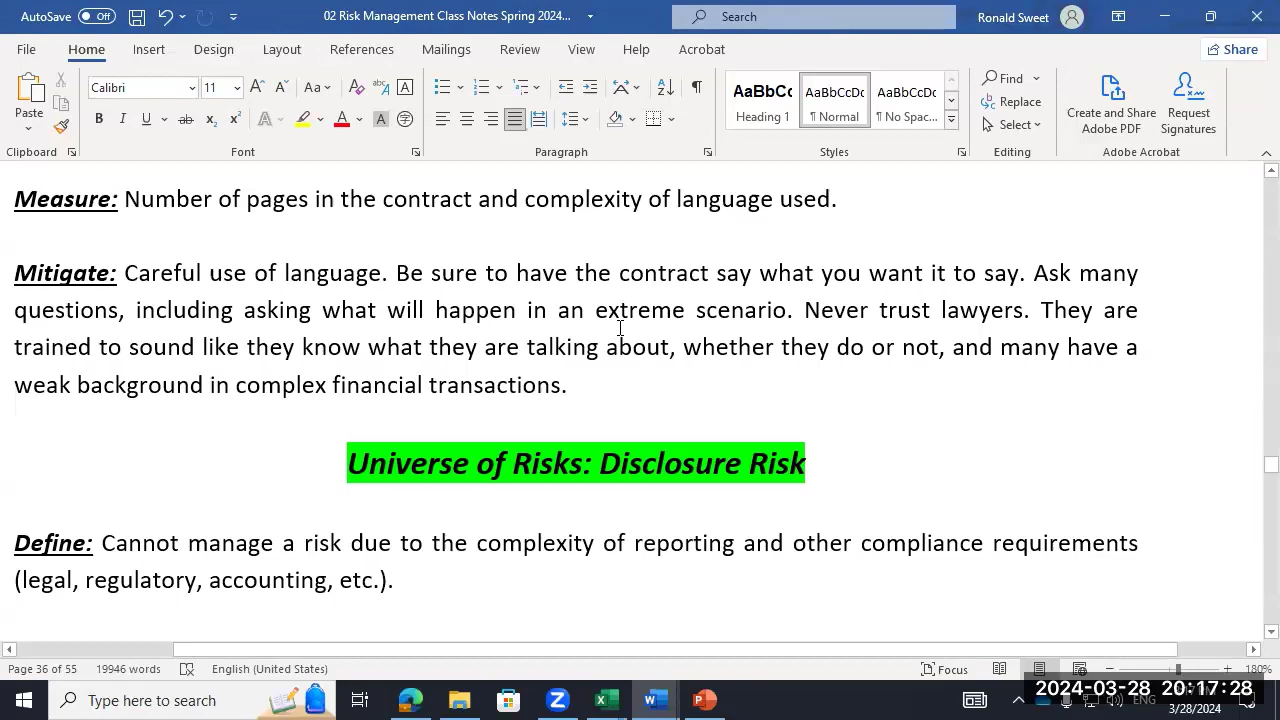 AutoSave Off 02 Risk Management Class Notes Spring 2024... Search Ronald Sweet
File Home Insert Design Layout References Mailings Review View Help Acrobat Share
Paste Calibri 11 Aa AaBbCc AaBbCcDc AaBbCcDc Find
Heading 1 ¶ Normal ¶ No Spac... Replace
Select
Create and Share Adobe PDF Request Signatures
Clipboard Font Paragraph Styles Editing Adobe Acrobat
Measure: Number of pages in the contract and complexity of language used.
Mitigate: Careful use of language. Be sure to have the contract say what you want it to say. Ask many
questions, including asking what will happen in an extreme scenario. Never trust lawyers. They are
trained to sound like they know what they are talking about, whether they do or not, and many have a
weak background in complex financial transactions.
Universe of Risks: Disclosure Risk
Define: Cannot manage a risk due to the complexity of reporting and other compliance requirements
(legal, regulatory, accounting, etc.).
Page 36 of 55 19946 words English (United States) Focus 180%
Type here to search 2024-03-28 20:17:28 ENG
3/28/2024